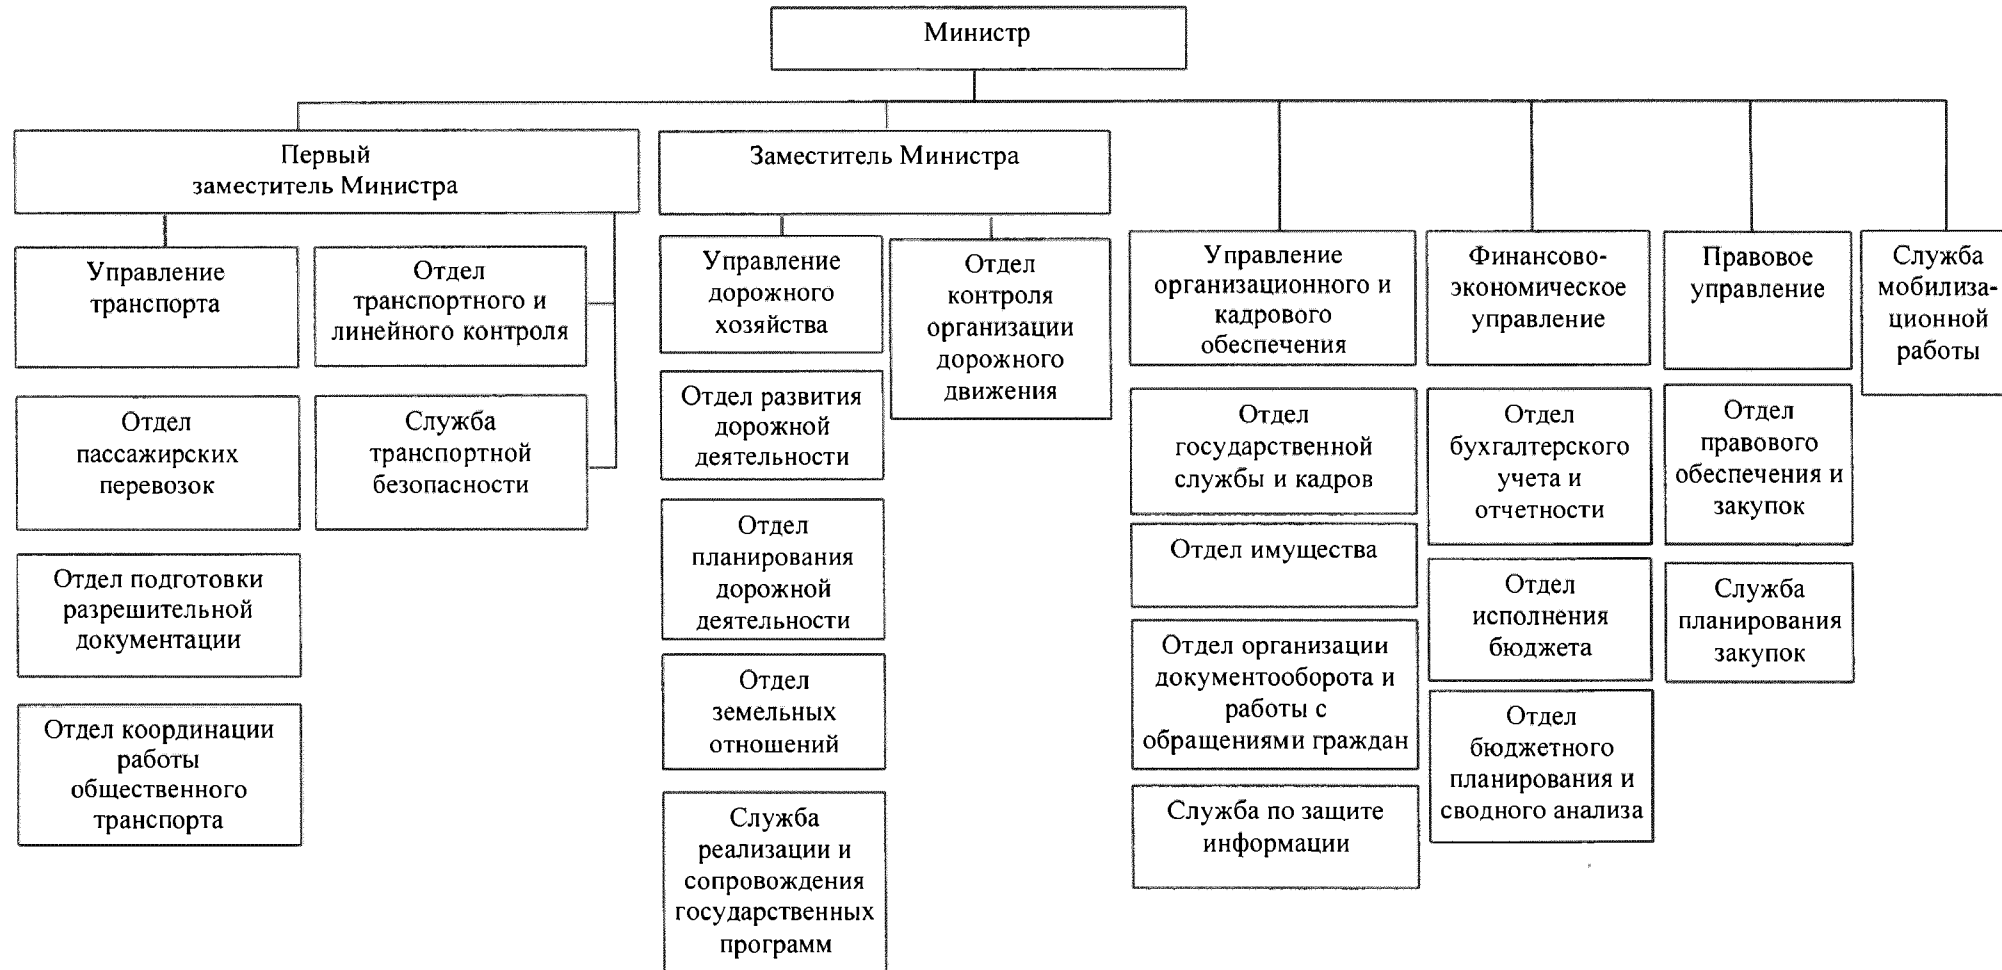 Министр
Первый
заместитель Министра
Заместитель Министра
Управление
транспорта
Отдел
транспортного и
линейного контроля
Отдел
пассажирских
перевозок
Служба
транспортной
безопасности
Отдел подготовки
разрешительной
документации
Отдел координации
работы
общественного
транспорта
Управление
дорожного
хозяйства
Отдел
контроля
организации
дорожного
движения
Отдел развития
дорожной
деятельности
Отдел
планирования
дорожной
деятельности
Отдел
земельных
отношений
Служба
реализации и
сопровождения
государственных
программ
Управление
организационного и
кадрового
обеспечения
Отдел
государственной
службы и кадров
Отдел имущества
Отдел организации
документооборота и
работы с
обращениями граждан
Служба по защите
информации
Финансово-
экономическое
управление
Отдел
бухгалтерского
учета и
отчетности
Отдел
исполнения
бюджета
Отдел
бюджетного
планирования и
сводного анализа
Правовое
управление
Отдел
правового
обеспечения и
закупок
Служба
планирования
закупок
Служба
мобилиза-
ционной
работы